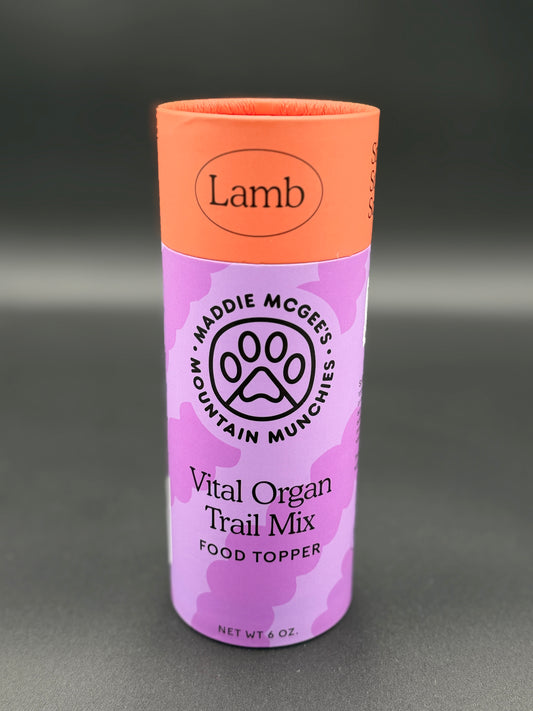 Lamb
MADDIE MCGEE'S
MOUNTAIN MUNCHIES
Vital Organ
Trail Mix
FOOD TOPPER
NET WT 6 OZ.